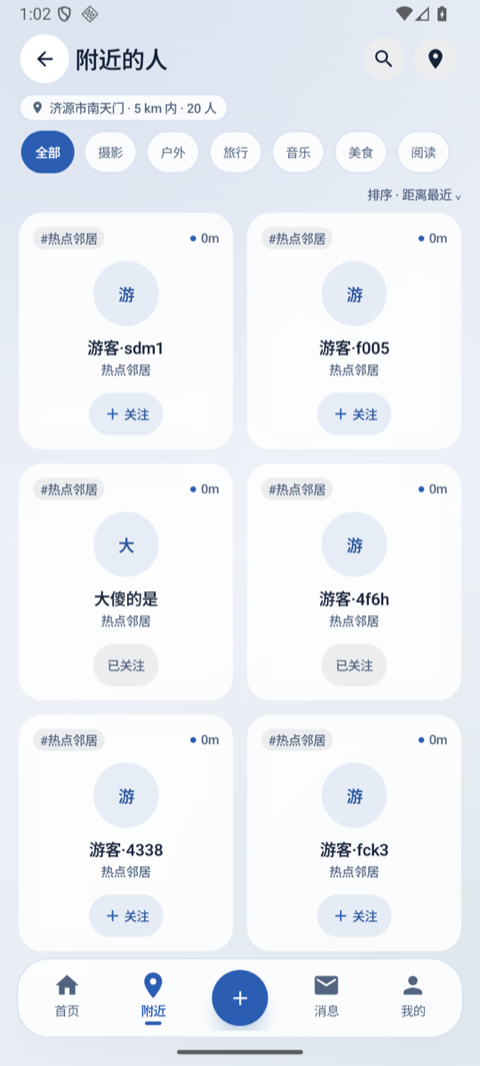 1:02
附近的人
济源市南天门 · 5 km 内 · 20 人
全部 摄影 户外 旅行 音乐 美食 阅读
排序 · 距离最近
#热点邻居 0m #热点邻居 0m
游 游
游客·sdm1 游客·f005
热点邻居 热点邻居
+ 关注 + 关注
#热点邻居 0m #热点邻居 0m
大 游
大傻的是 游客·4f6h
热点邻居 热点邻居
已关注 已关注
#热点邻居 0m #热点邻居 0m
游 游
游客·4338 游客·fck3
热点邻居 热点邻居
+ 关注 + 关注
首页 附近 + 消息 我的